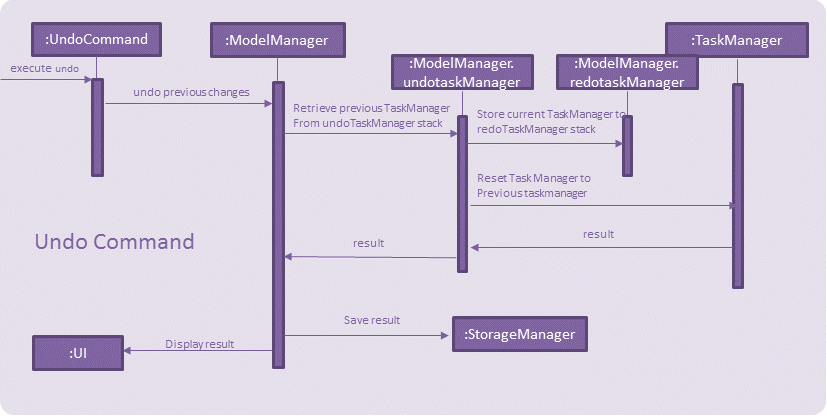 :UndoCommand
:ModelManager
:TaskManager
:ModelManager.
undotaskManager
:ModelManager.
redotaskManager
execute undo
undo previous changes
Retrieve previous TaskManager
From undoTaskManager stack
Store current TaskManager to
redoTaskManager stack
Reset Task Manager to
Previous taskmanager
Undo Command
result
result
Save result
:StorageManager
Display result
:UI